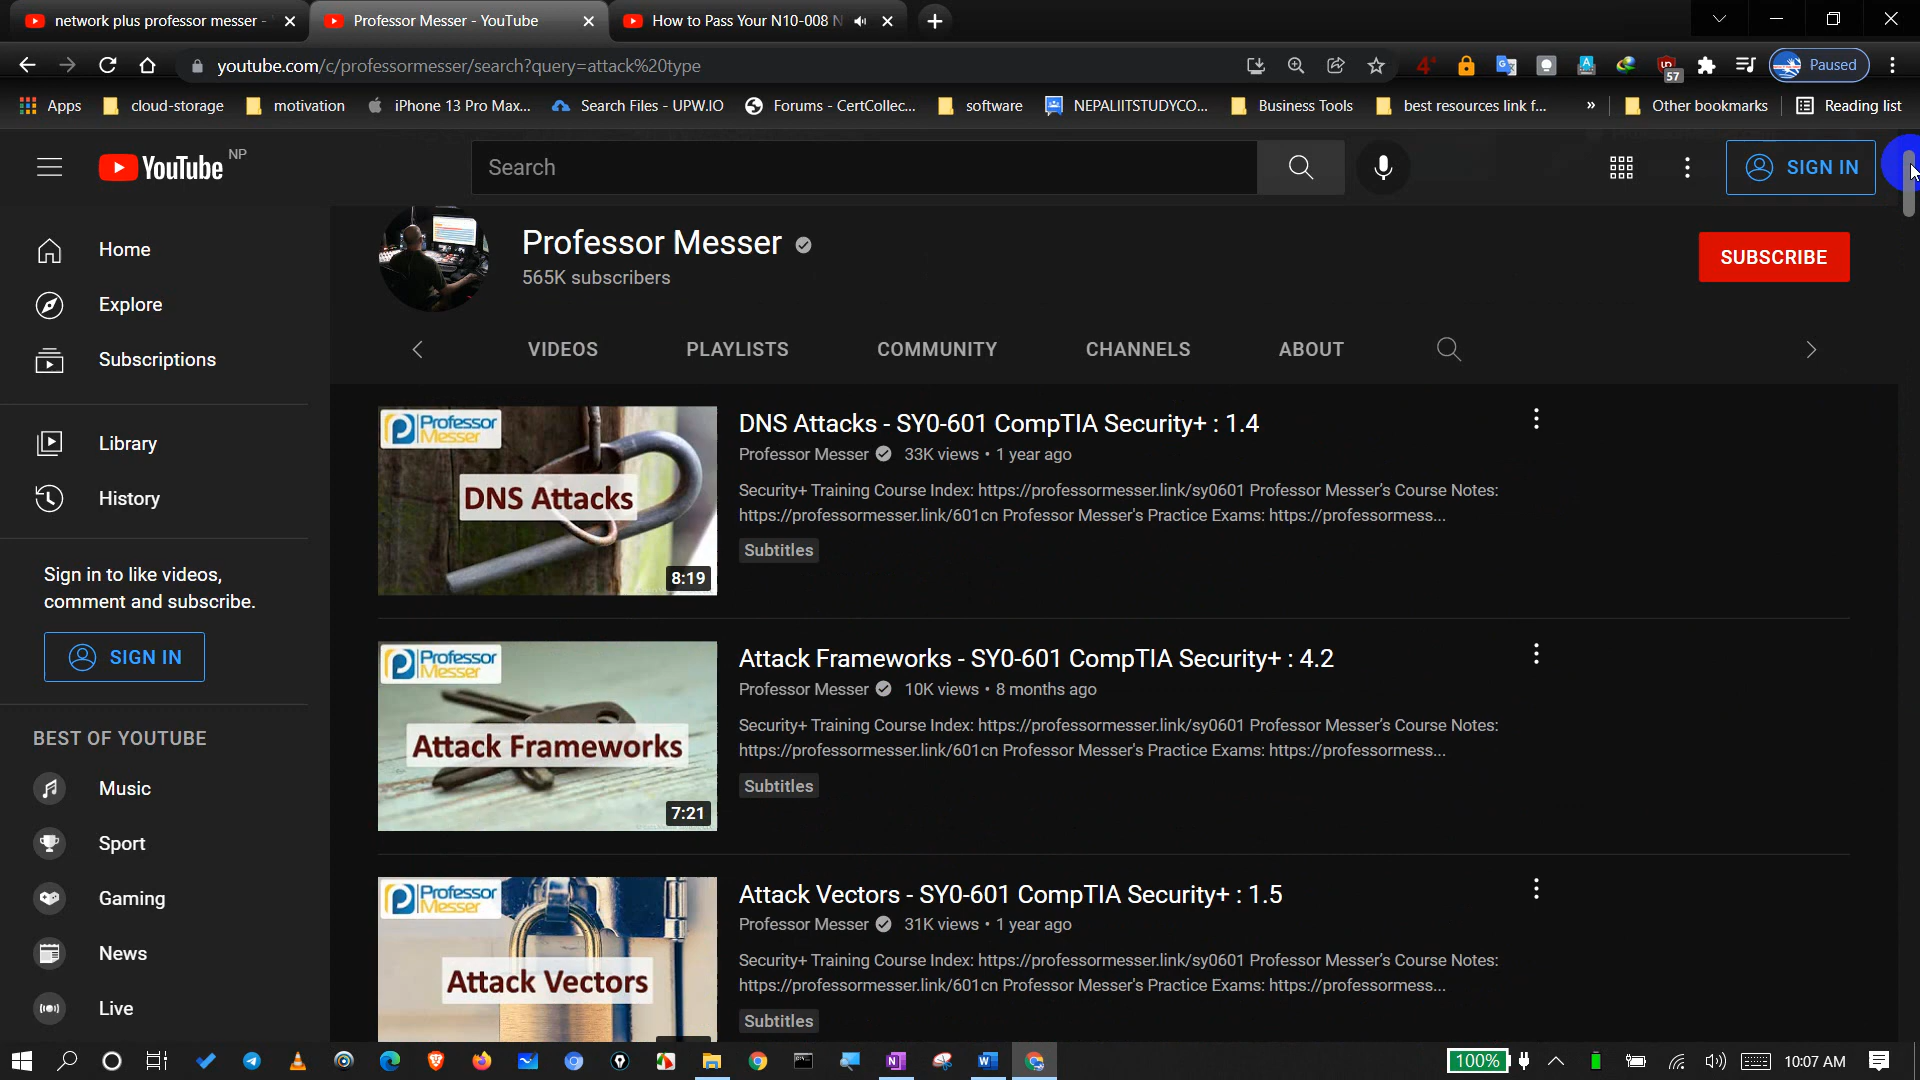 network plus professor messer -
Professor Messer - YouTube
How to Pass Your N10-008 N
youtube.com/c/professormesser/search?query=attack%20type
57
Paused
Apps
cloud-storage
motivation
iPhone 13 Pro Max...
Search Files - UPW.IO
Forums - CertCollec...
software
NEPALIITSTUDYCO...
Business Tools
best resources link f...
»
Other bookmarks
Reading list
YouTube NP
Search
SIGN IN
Home
Explore
Subscriptions
Library
History
Sign in to like videos,
comment and subscribe.
SIGN IN
BEST OF YOUTUBE
Music
Sport
Gaming
News
Live
Professor Messer
565K subscribers
SUBSCRIBE
VIDEOS
PLAYLISTS
COMMUNITY
CHANNELS
ABOUT
Professor
Messer
DNS Attacks
8:19
DNS Attacks - SY0-601 CompTIA Security+ : 1.4
Professor Messer 33K views • 1 year ago
Security+ Training Course Index: https://professormesser.link/sy0601 Professor Messer's Course Notes:
https://professormesser.link/601cn Professor Messer's Practice Exams: https://professormess...
Subtitles
Professor
Messer
Attack Frameworks
7:21
Attack Frameworks - SY0-601 CompTIA Security+ : 4.2
Professor Messer 10K views • 8 months ago
Security+ Training Course Index: https://professormesser.link/sy0601 Professor Messer's Course Notes:
https://professormesser.link/601cn Professor Messer's Practice Exams: https://professormess...
Subtitles
Professor
Messer
Attack Vectors
Attack Vectors - SY0-601 CompTIA Security+ : 1.5
Professor Messer 31K views • 1 year ago
Security+ Training Course Index: https://professormesser.link/sy0601 Professor Messer's Course Notes:
https://professormesser.link/601cn Professor Messer's Practice Exams: https://professormess...
Subtitles
100%
10:07 AM